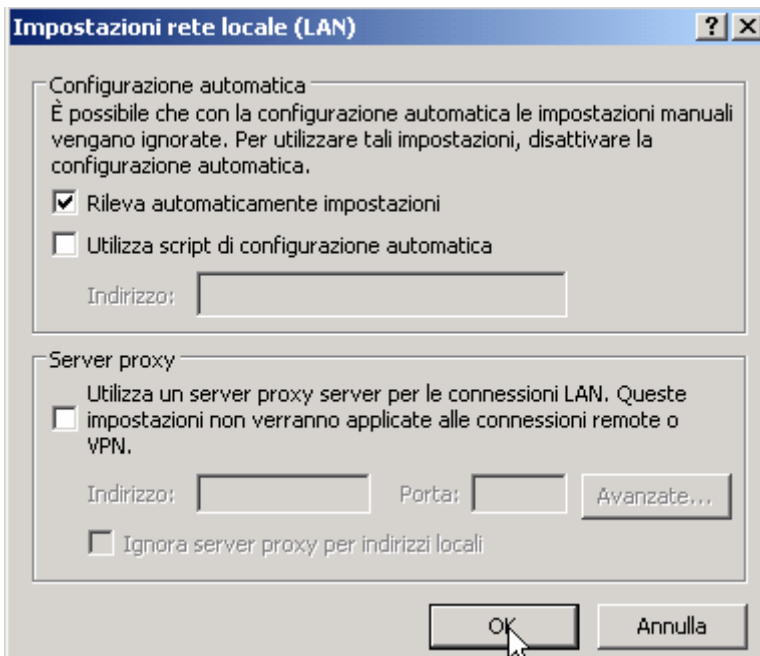 Impostazioni rete locale (LAN)
Configurazione automatica
È possibile che con la configurazione automatica le impostazioni manuali
vengano ignorate. Per utilizzare tali impostazioni, disattivare la
configurazione automatica.
Rileva automaticamente impostazioni
Utilizza script di configurazione automatica
Indirizzo:
Server proxy
Utilizza un server proxy server per le connessioni LAN. Queste
impostazioni non verranno applicate alle connessioni remote o
VPN.
Indirizzo: Porta: Avanzate...
Ignora server proxy per indirizzi locali
OK Annulla